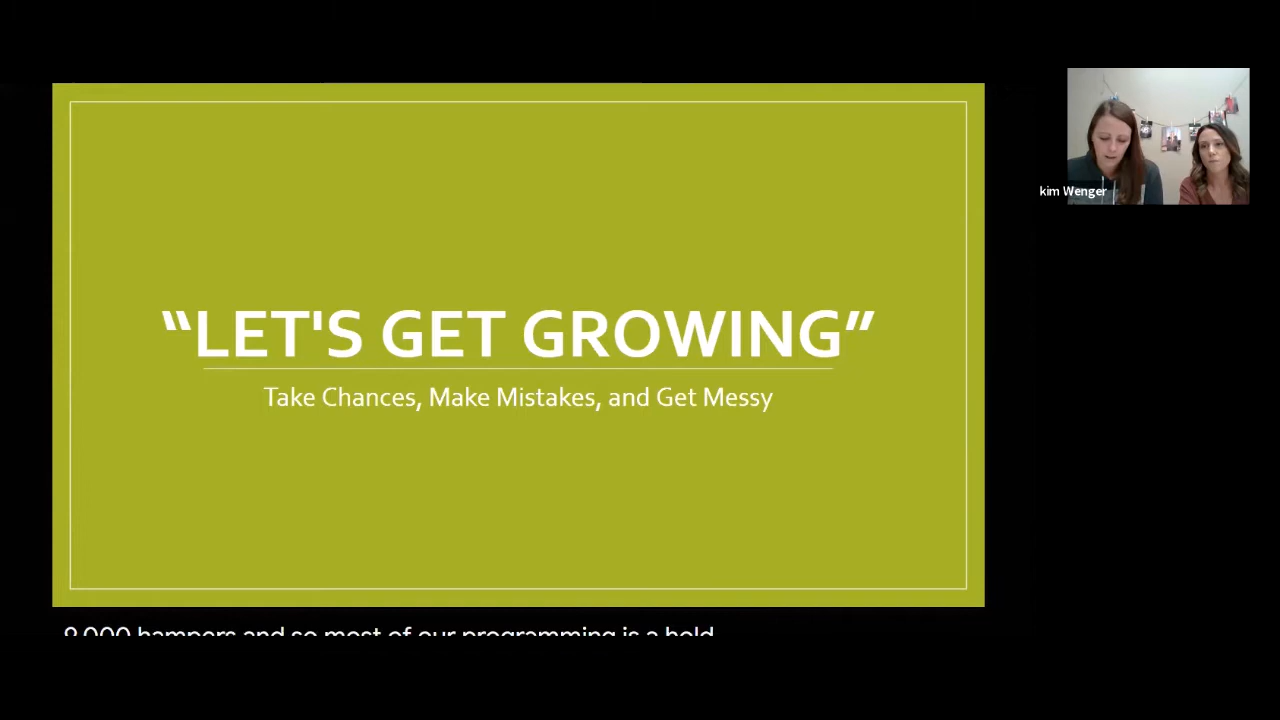 “LET'S GET GROWING”
Take Chances, Make Mistakes, and Get Messy
kim Wenger
hampers and so most of our programming is a hold